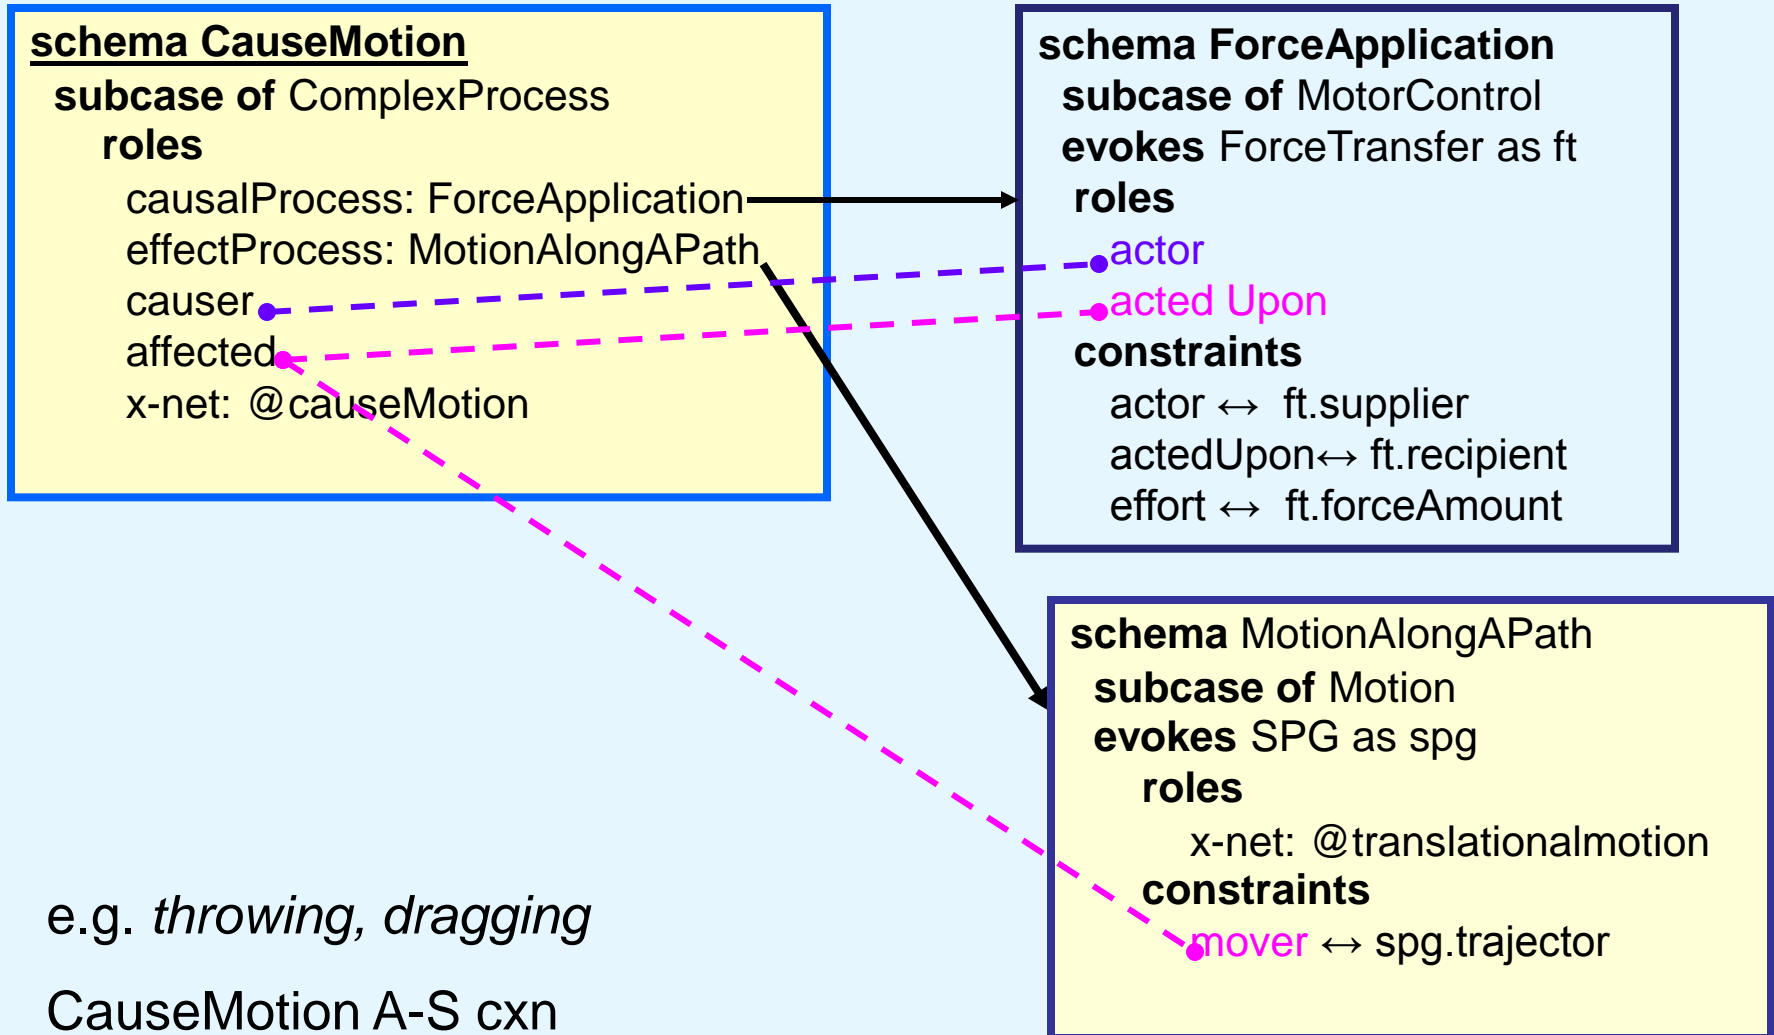 schema CauseMotion
subcase of ComplexProcess
roles
causalProcess: ForceApplication
effectProcess: MotionAlongAPath
causer
affected
x-net: @causeMotion
schema ForceApplication
subcase of MotorControl
evokes ForceTransfer as ft
roles
actor
acted Upon
constraints
actor ↔ ft.supplier
actedUpon↔ ft.recipient
effort ↔ ft.forceAmount
schema MotionAlongAPath
subcase of Motion
evokes SPG as spg
roles
x-net: @translationalmotion
constraints
mover ↔ spg.trajector
e.g. throwing, dragging
CauseMotion A-S cxn